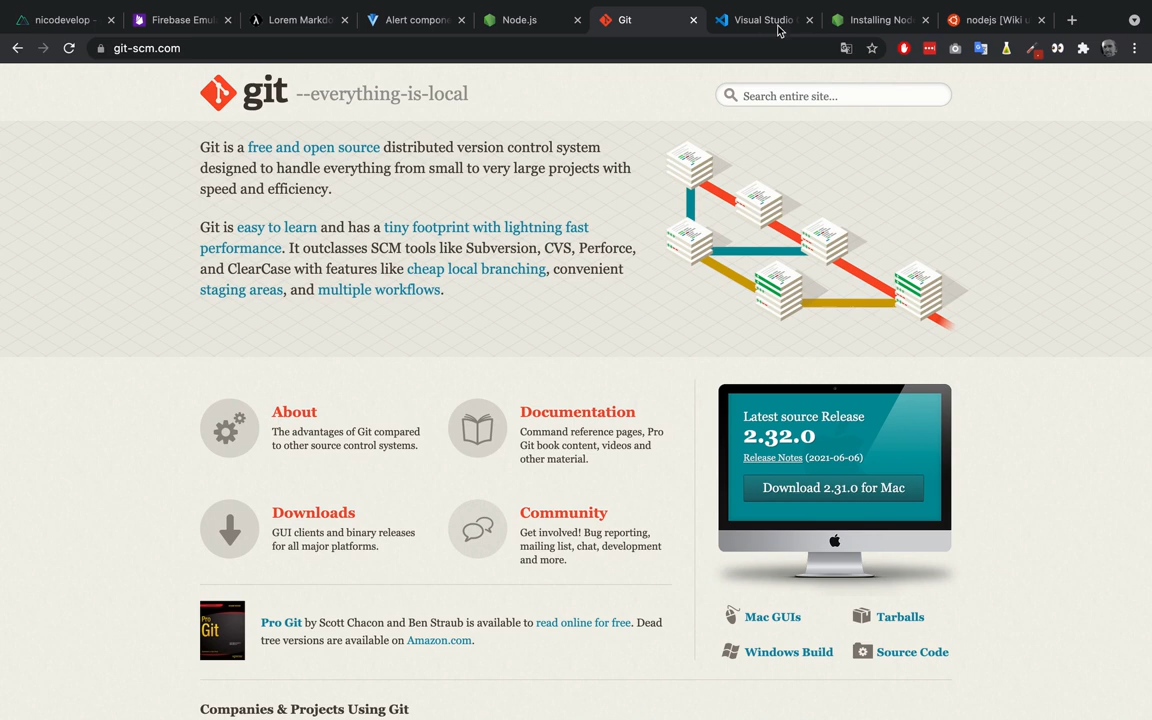 nicodevelop -
Firebase Emul
Lorem Markdo
Alert compone
Node.js
Git
Visual Studio
Installing Nod
nodejs [Wiki u
git-scm.com
git --everything-is-local
Search entire site...
Git is a free and open source distributed version control system
designed to handle everything from small to very large projects with
speed and efficiency.
Git is easy to learn and has a tiny footprint with lightning fast
performance. It outclasses SCM tools like Subversion, CVS, Perforce,
and ClearCase with features like cheap local branching, convenient
staging areas, and multiple workflows.
About
The advantages of Git compared
to other source control systems.
Documentation
Command reference pages, Pro
Git book content, videos and
other material.
Downloads
GUI clients and binary releases
for all major platforms.
Community
Get involved! Bug reporting,
mailing list, chat, development
and more.
Latest source Release
2.32.0
Release Notes (2021-06-06)
Download 2.31.0 for Mac
Mac GUIs
Tarballs
Windows Build
Source Code
Pro
Git
Pro Git by Scott Chacon and Ben Straub is available to read online for free. Dead
tree versions are available on Amazon.com.
Companies & Projects Using Git